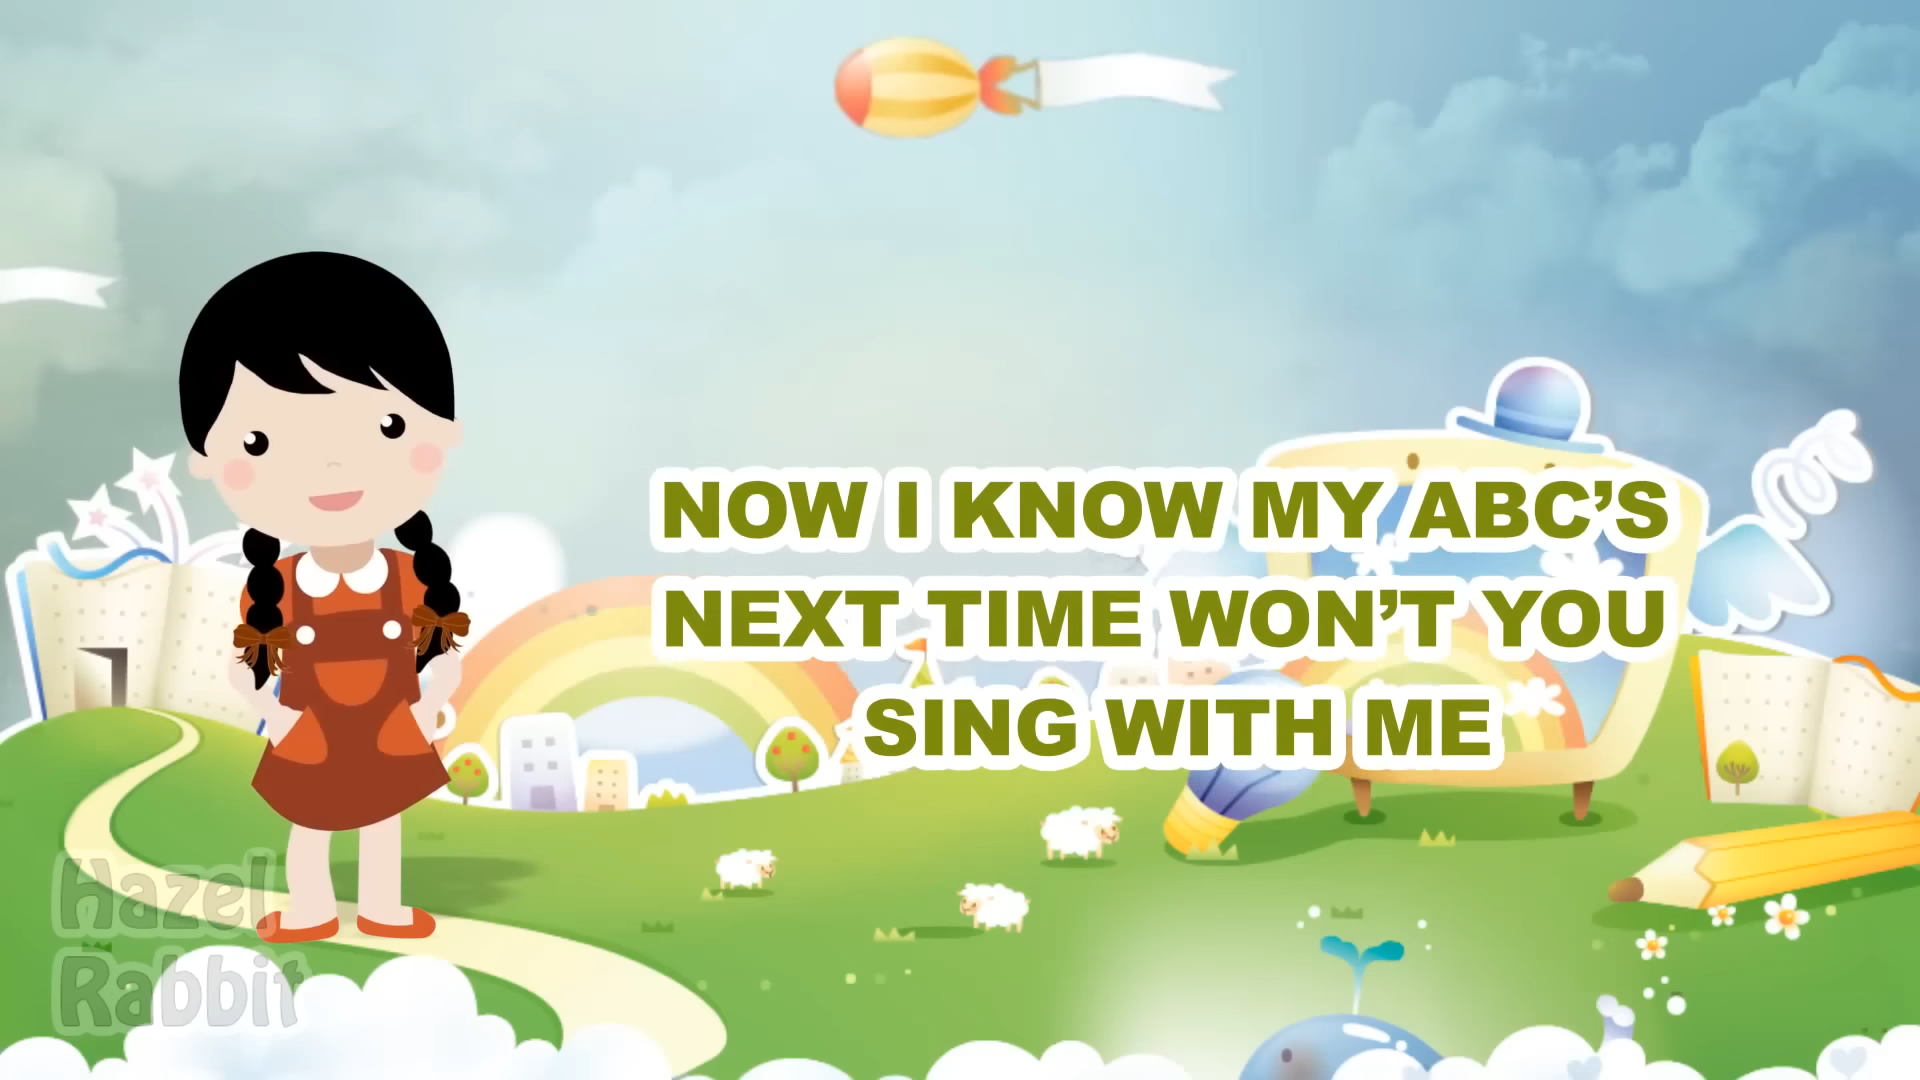 NOW I KNOW MY ABC’S
NEXT TIME WON’T YOU
SING WITH ME
Hazel
Rabbit